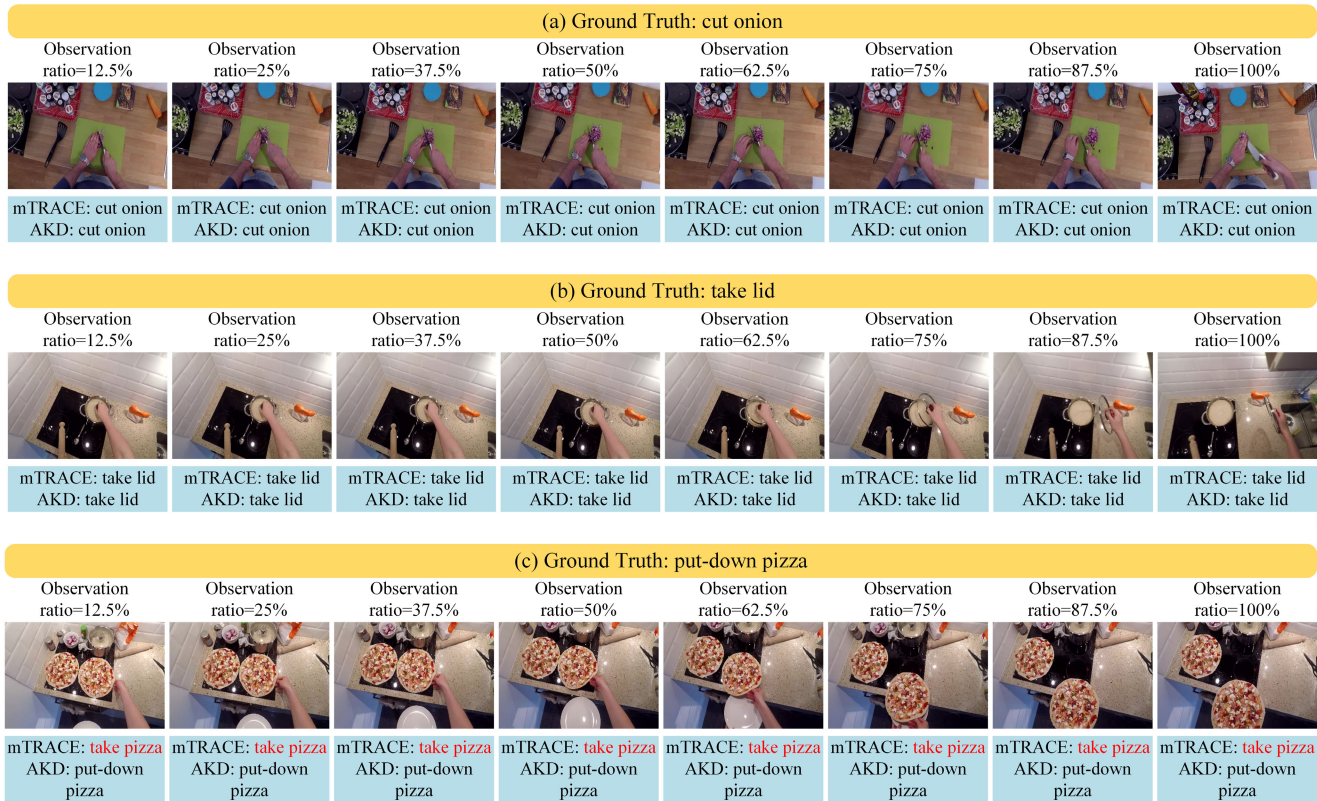 (a) Ground Truth: cut onion
Observation Observation Observation Observation Observation Observation Observation Observation
ratio=12.5% ratio=25% ratio=37.5% ratio=50% ratio=62.5% ratio=75% ratio=87.5% ratio=100%
mTRACE: cut onion mTRACE: cut onion mTRACE: cut onion mTRACE: cut onion mTRACE: cut onion mTRACE: cut onion mTRACE: cut onion mTRACE: cut onion
AKD: cut onion AKD: cut onion AKD: cut onion AKD: cut onion AKD: cut onion AKD: cut onion AKD: cut onion AKD: cut onion
(b) Ground Truth: take lid
Observation Observation Observation Observation Observation Observation Observation Observation
ratio=12.5% ratio=25% ratio=37.5% ratio=50% ratio=62.5% ratio=75% ratio=87.5% ratio=100%
mTRACE: take lid mTRACE: take lid mTRACE: take lid mTRACE: take lid mTRACE: take lid mTRACE: take lid mTRACE: take lid mTRACE: take lid
AKD: take lid AKD: take lid AKD: take lid AKD: take lid AKD: take lid AKD: take lid AKD: take lid AKD: take lid
(c) Ground Truth: put-down pizza
Observation Observation Observation Observation Observation Observation Observation Observation
ratio=12.5% ratio=25% ratio=37.5% ratio=50% ratio=62.5% ratio=75% ratio=87.5% ratio=100%
mTRACE: take pizza mTRACE: take pizza mTRACE: take pizza mTRACE: take pizza mTRACE: take pizza mTRACE: take pizza mTRACE: take pizza mTRACE: take pizza
AKD: put-down AKD: put-down AKD: put-down AKD: put-down AKD: put-down AKD: put-down AKD: put-down AKD: put-down
pizza pizza pizza pizza pizza pizza pizza pizza